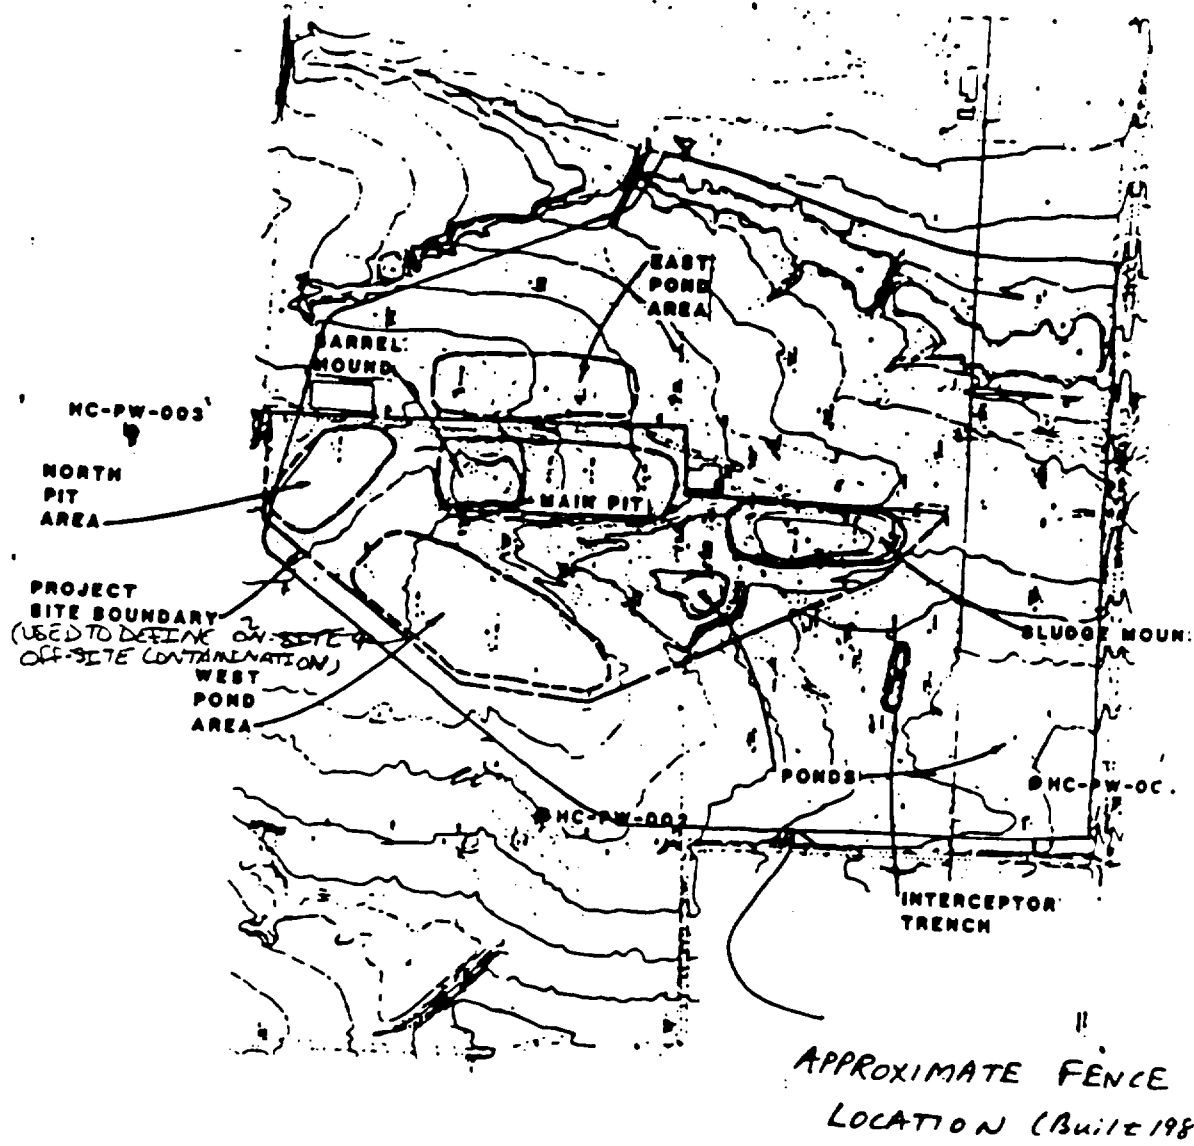 EAST
POND
AREA
BARREL
MOUND
HC-PW-003
NORTH
PIT
AREA
MAIN PIT
PROJECT
SITE BOUNDARY
(USED TO DEFINE ON-SITE &
OFF-SITE CONTAMINATION)
SLUDGE MOUN
WEST
POND
AREA
PONDS
HC-PW-0C
HC-PW-002
INTERCEPTOR
TRENCH
APPROXIMATE FENCE
LOCATION (Built 198